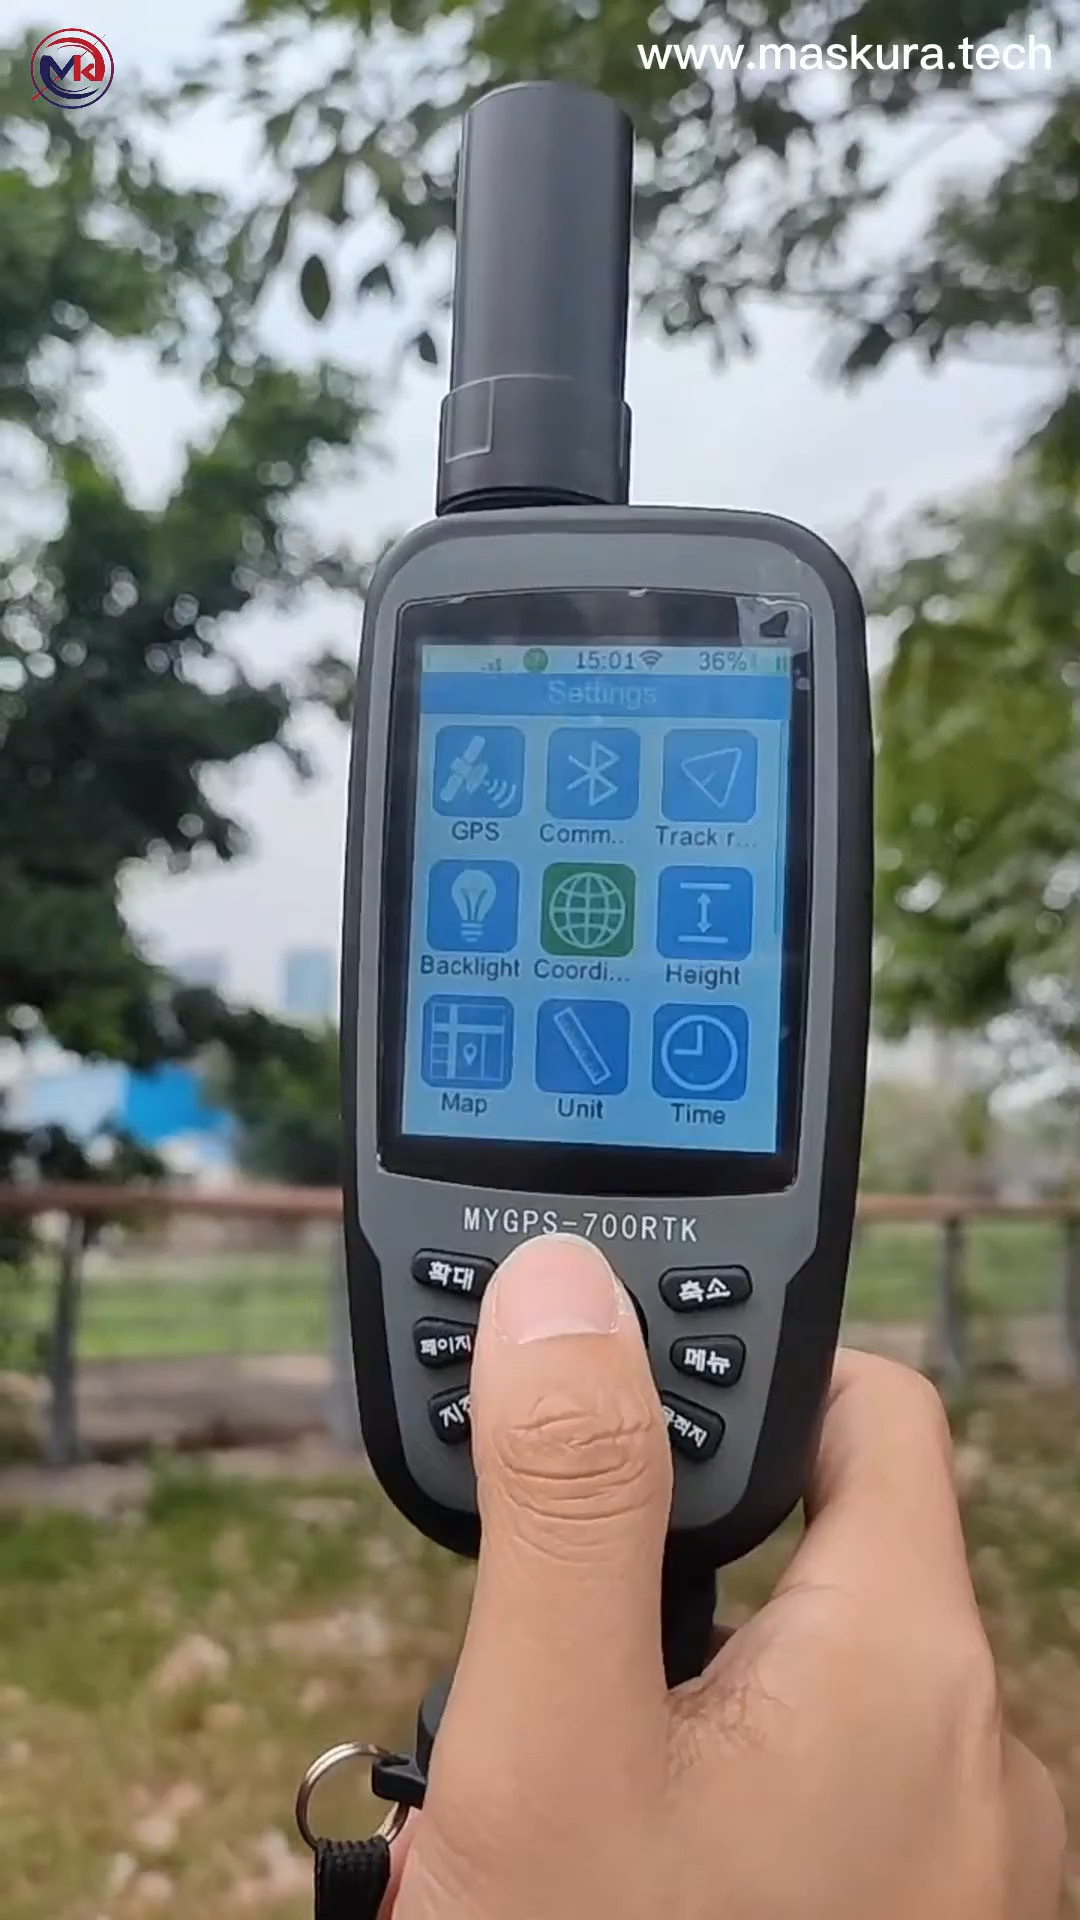 MK
www.maskura.tech
15:01 36%
Settings
GPS Comm... Track r...
Backlight Coordi... Height
Map Unit Time
MYGPS-700RTK
확대 축소
페이지 메뉴